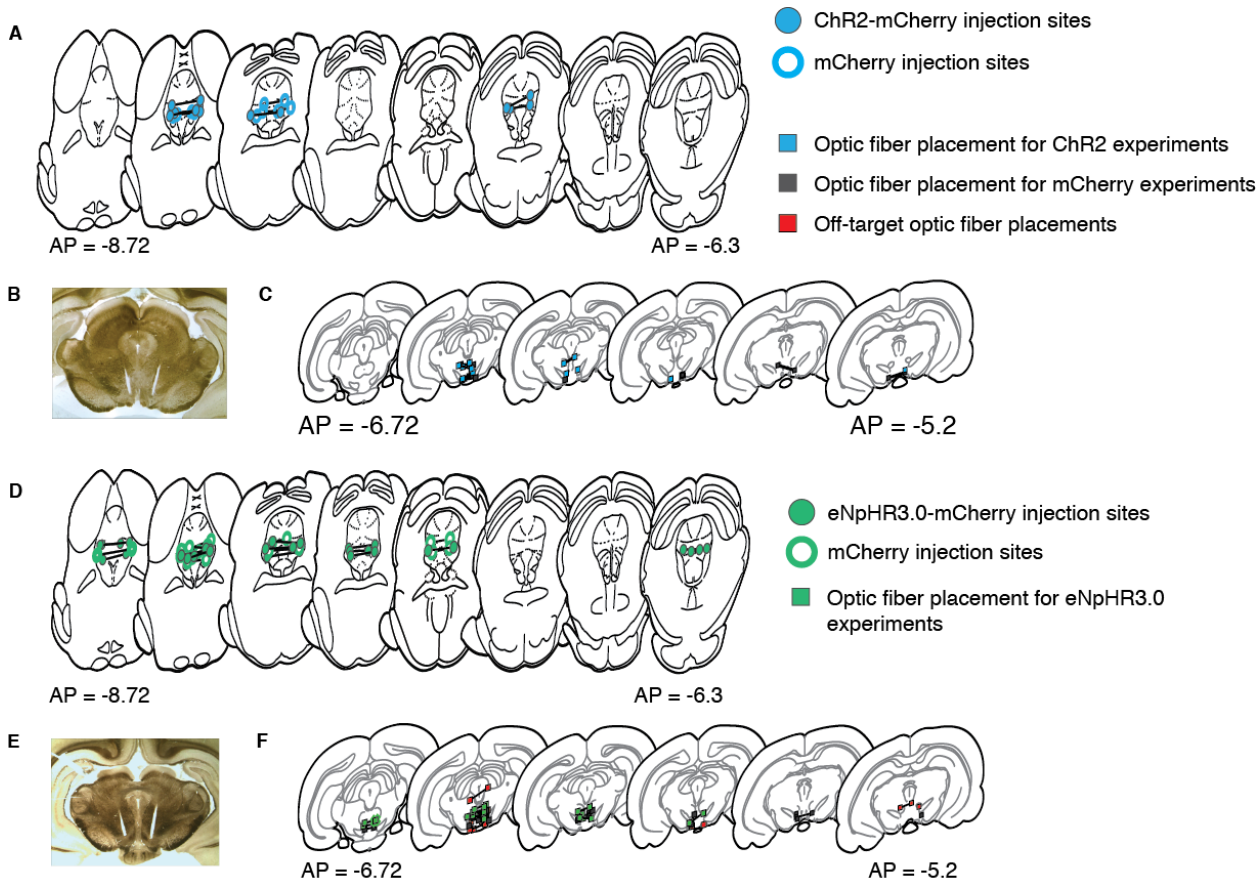 A
ChR2-mCherry injection sites
mCherry injection sites
Optic fiber placement for ChR2 experiments
Optic fiber placement for mCherry experiments
Off-target optic fiber placements
AP = -8.72
AP = -6.3
B
C
AP = -6.72
AP = -5.2
D
eNpHR3.0-mCherry injection sites
mCherry injection sites
Optic fiber placement for eNpHR3.0
experiments
AP = -8.72
AP = -6.3
E
F
AP = -6.72
AP = -5.2